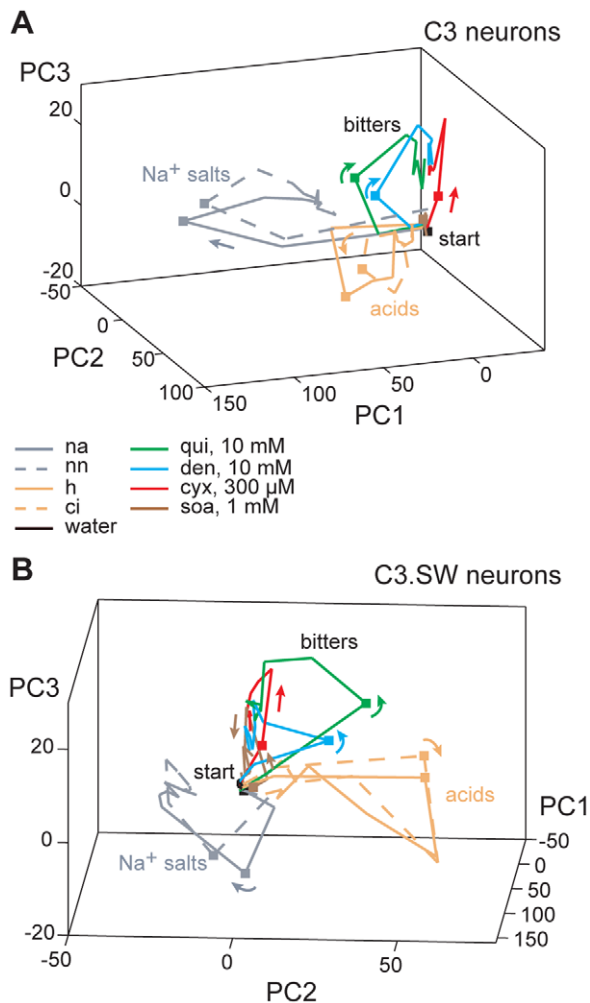 A
C3 neurons
PC3
20
0
-20
-50
0
50
100
PC2
150
100
50
0
PC1
bitters
Na+ salts
start
acids
na
nn
h
ci
water
qui, 10 mM
den, 10 mM
cyx, 300 µM
soa, 1 mM
B
C3.SW neurons
bitters
PC3
20
0
-20
start
acids
Na+ salts
PC1
-50
0
50
100
150
-50
0
50
PC2